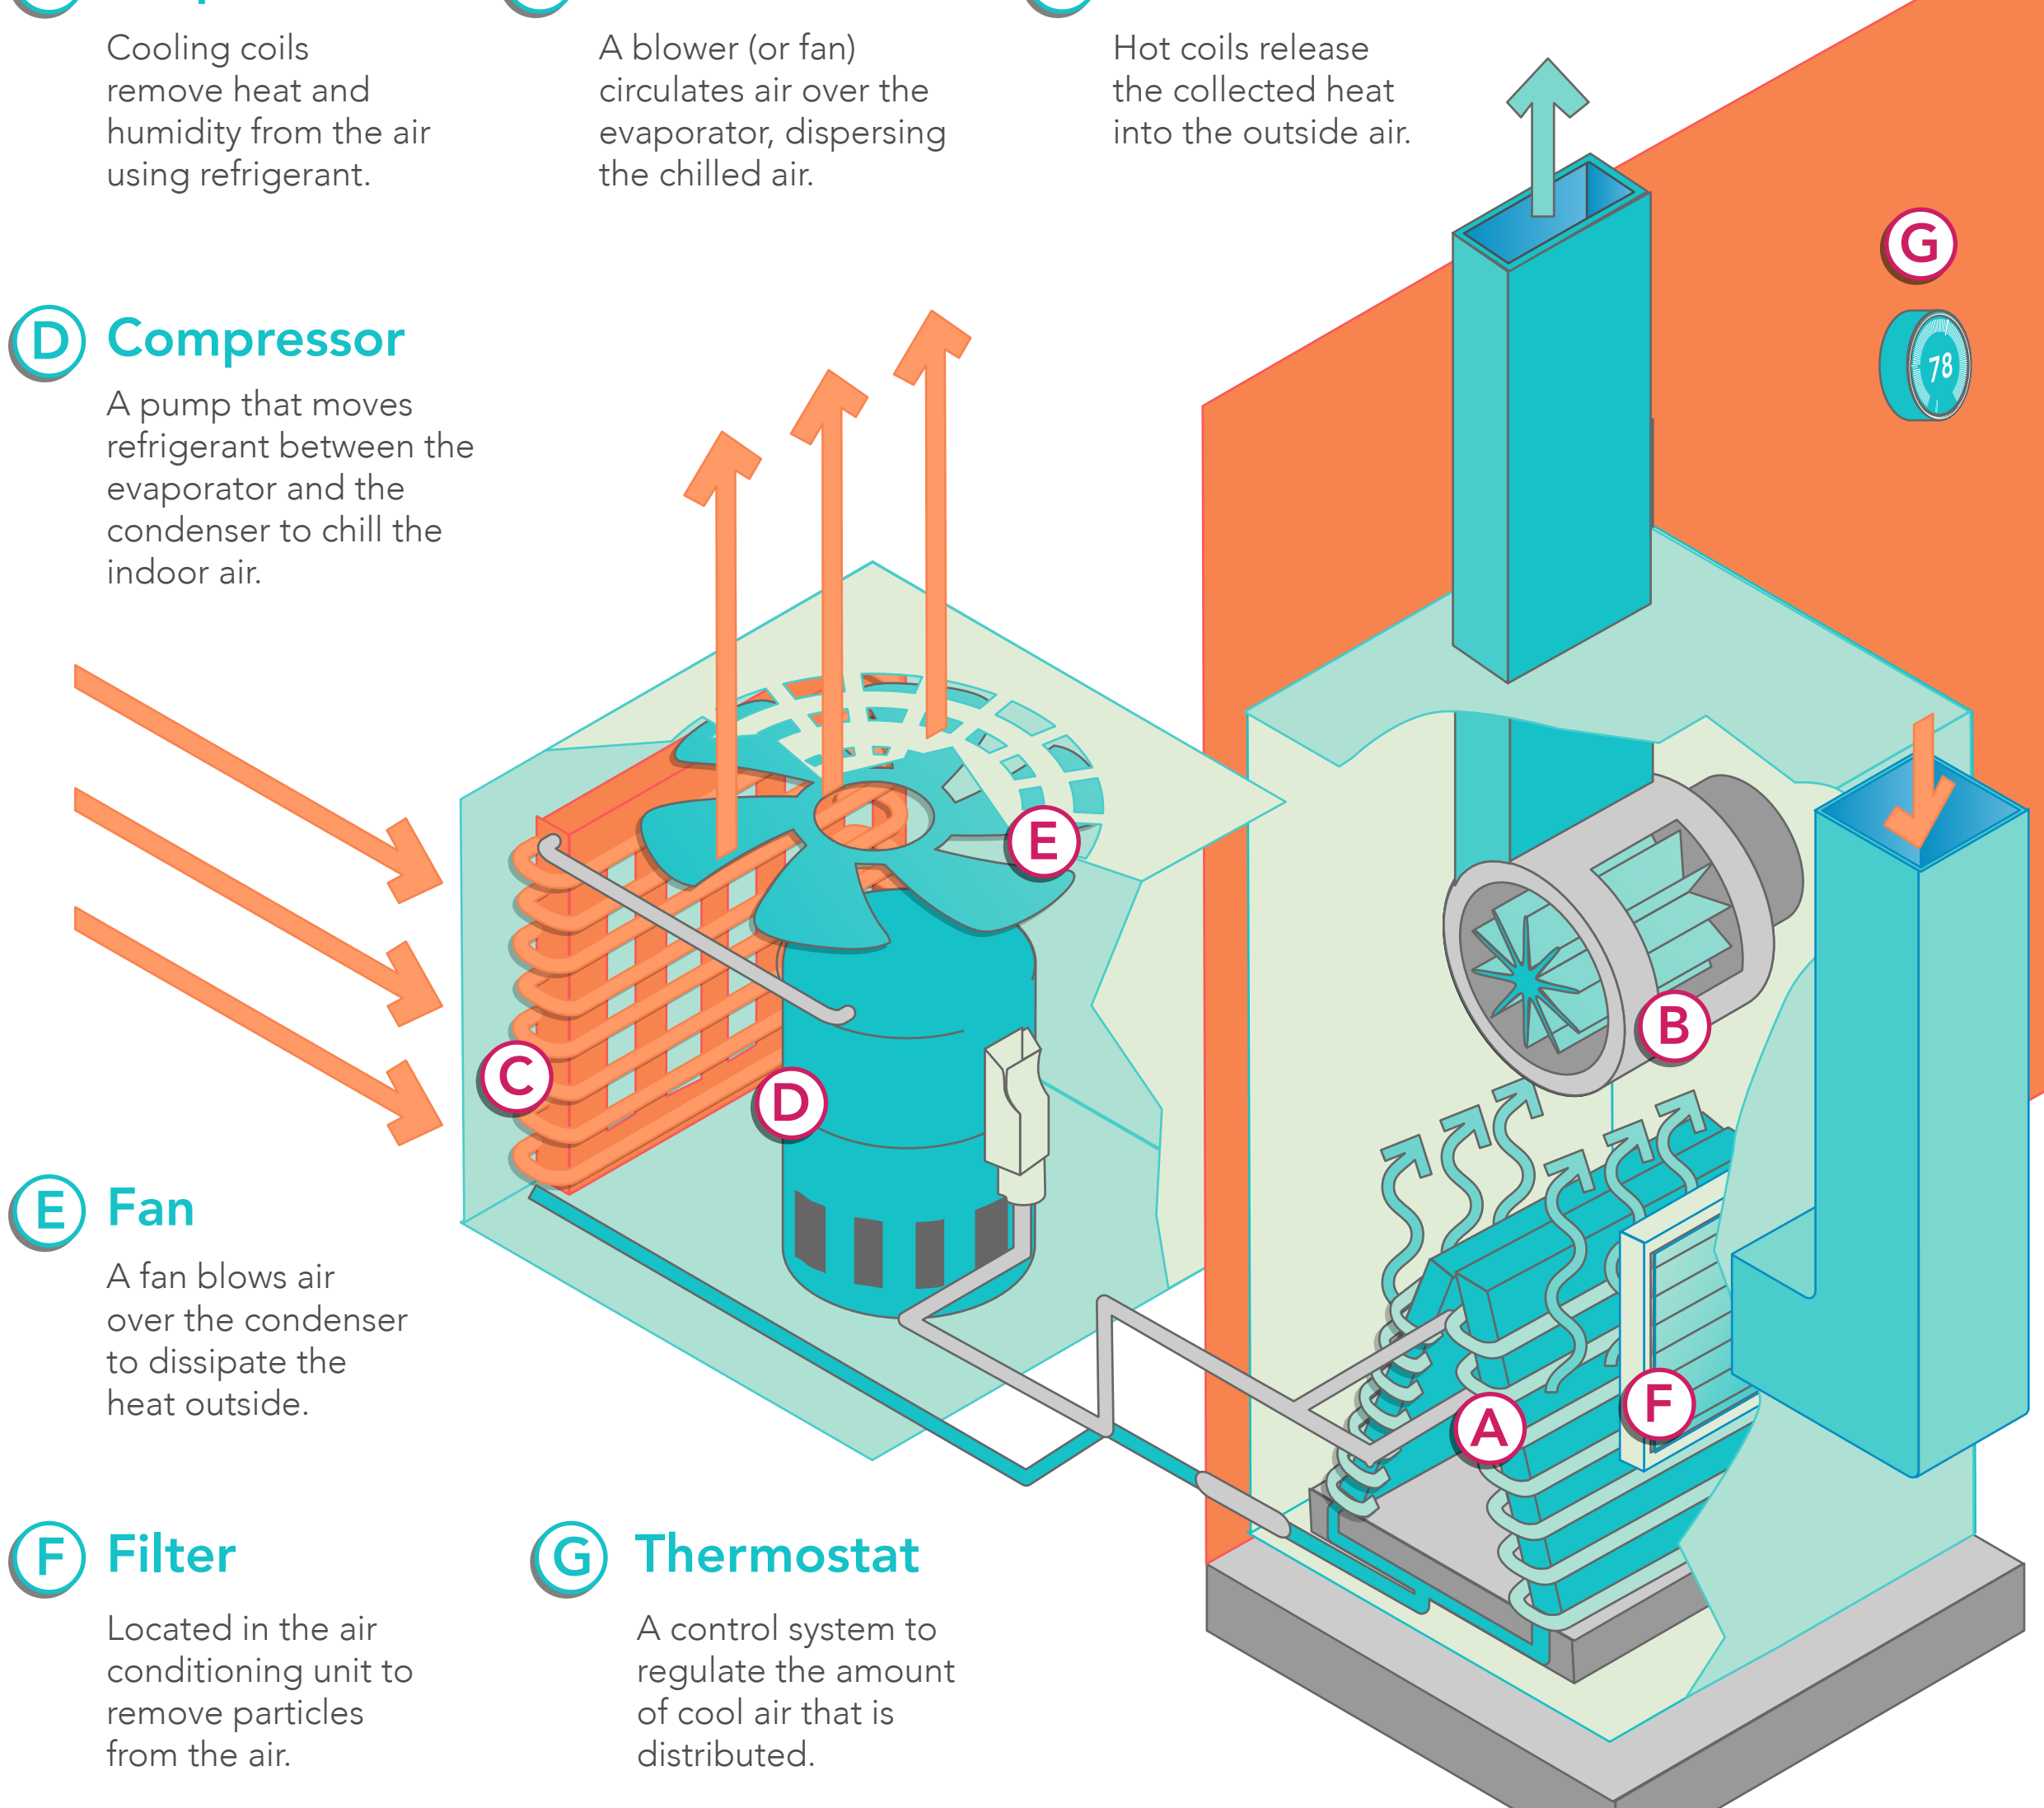 Cooling coils
remove heat and
humidity from the air
using refrigerant.
A blower (or fan)
circulates air over the
evaporator, dispersing
the chilled air.
Hot coils release
the collected heat
into the outside air.
G
78
D Compressor
A pump that moves
refrigerant between the
evaporator and the
condenser to chill the
indoor air.
E
B
C
D
A
F
E Fan
A fan blows air
over the condenser
to dissipate the
heat outside.
F Filter
Located in the air
conditioning unit to
remove particles
from the air.
G Thermostat
A control system to
regulate the amount
of cool air that is
distributed.